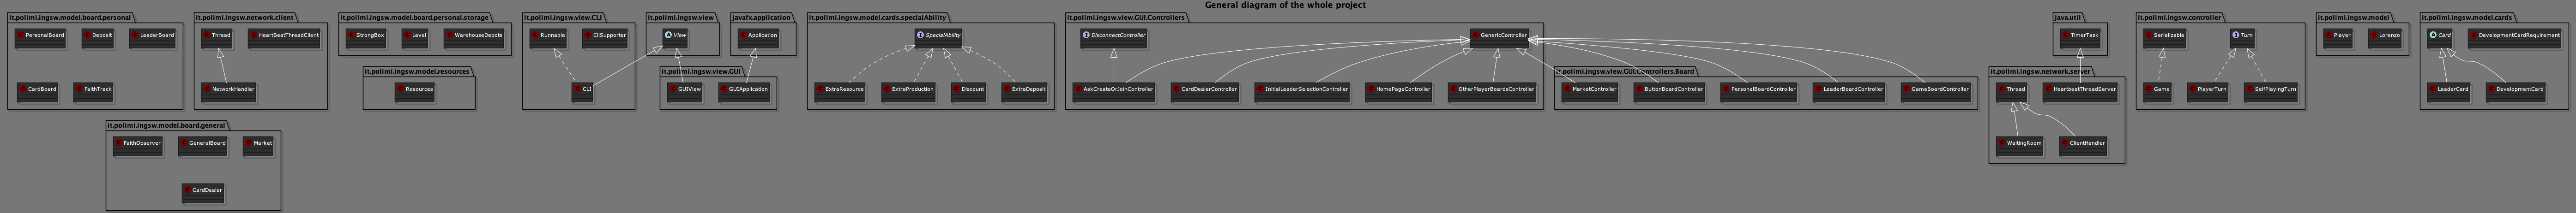 General diagram of the whole project
it.polimi.ingsw.model.board.personal
C PersonalBoard
C Deposit
C LeaderBoard
C CardBoard
C FaithTrack
it.polimi.ingsw.network.client
C Thread
C HeartBeatThreadClient
C NetworkHandler
it.polimi.ingsw.model.board.personal.storage
C StrongBox
C Level
C WarehouseDepots
it.polimi.ingsw.model.resources
C Resources
it.polimi.ingsw.view.CLI
C Runnable
C CliSupporter
C CLI
it.polimi.ingsw.view
A View
javafx.application
C Application
it.polimi.ingsw.view.GUI
C GUIView
C GUIApplication
it.polimi.ingsw.model.cards.specialAbility
I SpecialAbility
C ExtraResource
C ExtraProduction
C Discount
C ExtraDeposit
it.polimi.ingsw.view.GUI.Controllers
I DisconnectController
C GenericController
C AskCreateOrJoinController
C CardDealerController
C InitialLeaderSelectionController
C HomePageController
C OtherPlayerBoardsController
it.polimi.ingsw.view.GUI.Controllers.Board
C MarketController
C ButtonBoardController
C PersonalBoardController
C LeaderBoardController
C GameBoardController
java.util
C TimerTask
it.polimi.ingsw.network.server
C Thread
C HeartbeatThreadServer
C WaitingRoom
C ClientHandler
it.polimi.ingsw.controller
C Serializable
I Turn
C Game
C PlayerTurn
C SelfPlayingTurn
it.polimi.ingsw.model
C Player
C Lorenzo
it.polimi.ingsw.model.cards
A Card
C DevelopmentCardRequirement
C LeaderCard
C DevelopmentCard
it.polimi.ingsw.model.board.general
C FaithObserver
C GeneralBoard
C Market
C CardDealer